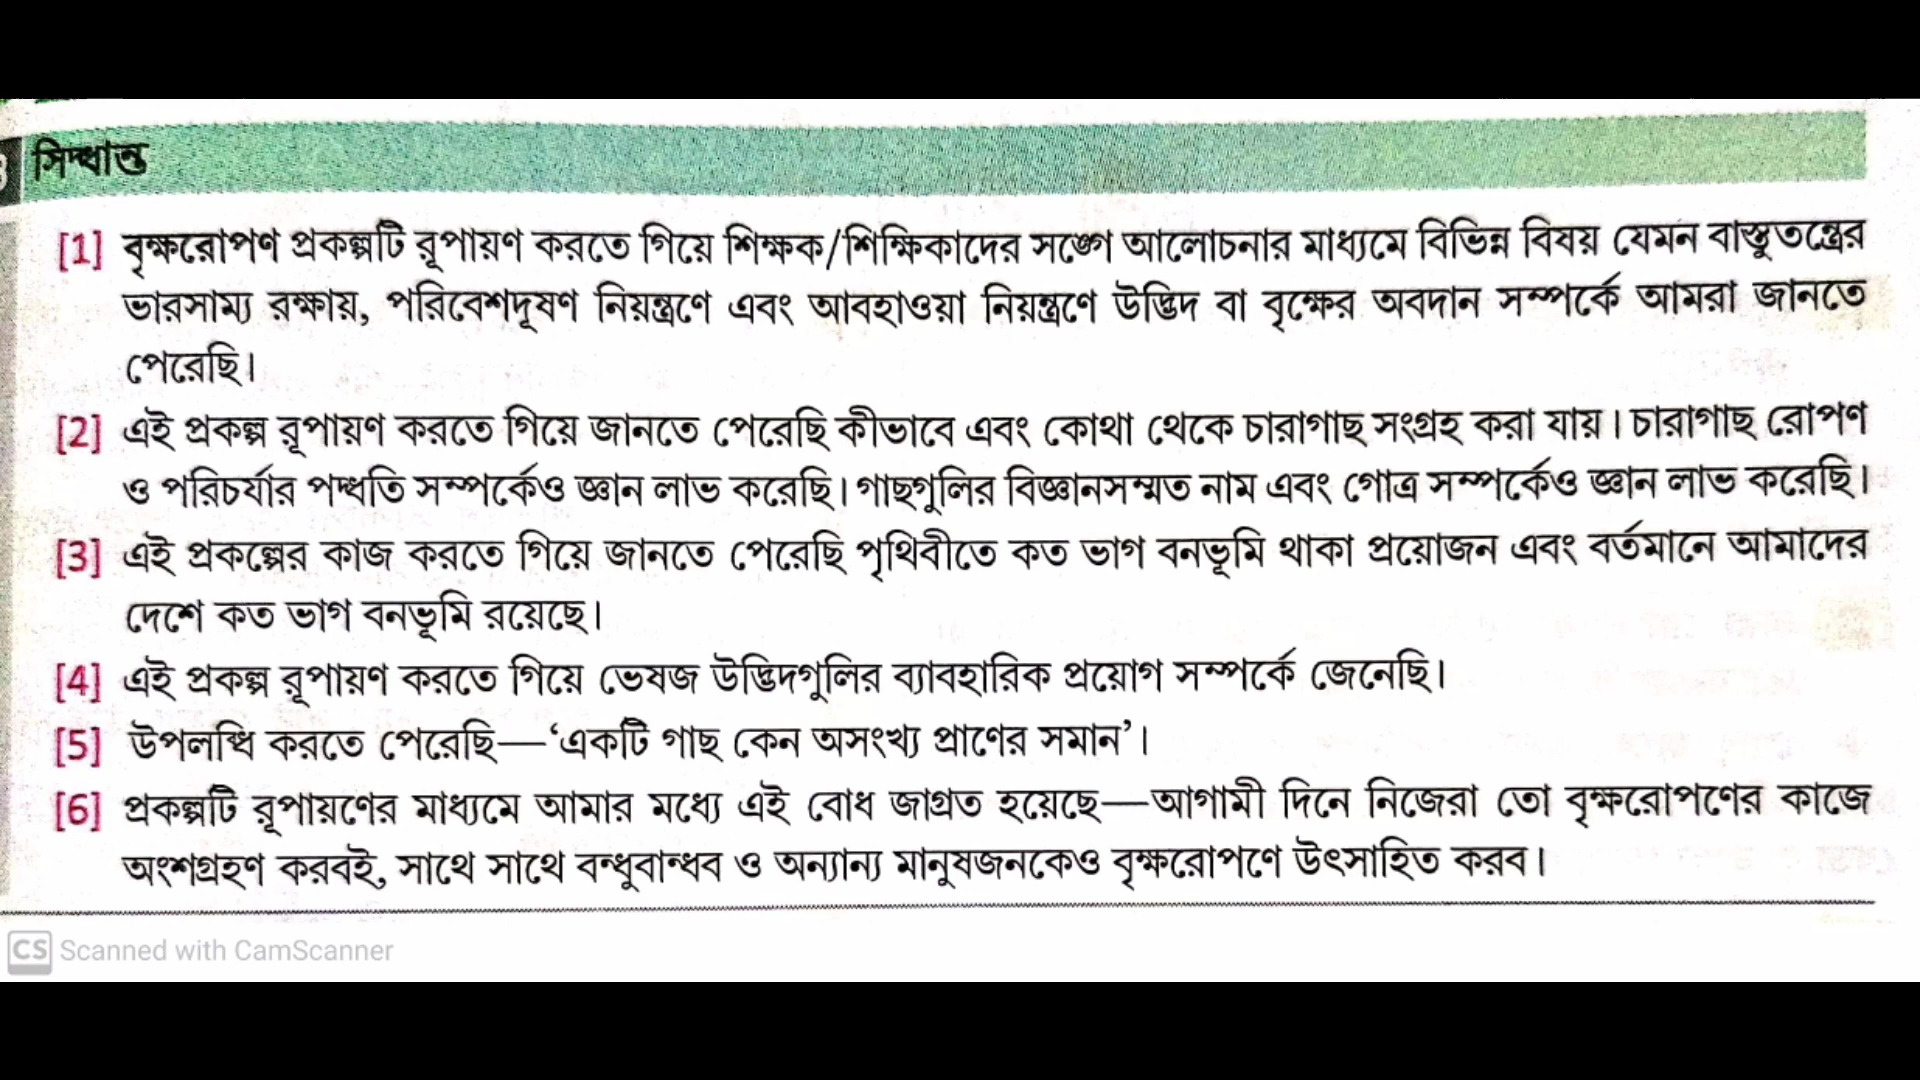 সিদ্ধান্ত
[1] বৃক্ষরোপণ প্রকল্পটি রূপায়ণ করতে গিয়ে শিক্ষক/শিক্ষিকাদের সঙ্গে আলোচনার মাধ্যমে বিভিন্ন বিষয় যেমন বাস্তুতন্ত্রের
ভারসাম্য রক্ষায়, পরিবেশদূষণ নিয়ন্ত্রণে এবং আবহাওয়া নিয়ন্ত্রণে উদ্ভিদ বা বৃক্ষের অবদান সম্পর্কে আমরা জানতে
পেরেছি।
[2] এই প্রকল্প রূপায়ণ করতে গিয়ে জানতে পেরেছি কীভাবে এবং কোথা থেকে চারাগাছ সংগ্রহ করা যায়। চারাগাছ রোপণ
ও পরিচর্যার পদ্ধতি সম্পর্কেও জ্ঞান লাভ করেছি। গাছগুলির বিজ্ঞানসম্মত নাম এবং গোত্র সম্পর্কেও জ্ঞান লাভ করেছি।
[3] এই প্রকল্পের কাজ করতে গিয়ে জানতে পেরেছি পৃথিবীতে কত ভাগ বনভূমি থাকা প্রয়োজন এবং বর্তমানে আমাদের
দেশে কত ভাগ বনভূমি রয়েছে।
[4] এই প্রকল্প রূপায়ণ করতে গিয়ে ভেষজ উদ্ভিদগুলির ব্যাবহারিক প্রয়োগ সম্পর্কে জেনেছি।
[5] উপলব্ধি করতে পেরেছি—‘একটি গাছ কেন অসংখ্য প্রাণের সমান’।
[6] প্রকল্পটি রূপায়ণের মাধ্যমে আমার মধ্যে এই বোধ জাগ্রত হয়েছে—আগামী দিনে নিজেরা তো বৃক্ষরোপণের কাজে
অংশগ্রহণ করবই, সাথে সাথে বন্ধুবান্ধব ও অন্যান্য মানুষজনকেও বৃক্ষরোপণে উৎসাহিত করব।
CS Scanned with CamScanner